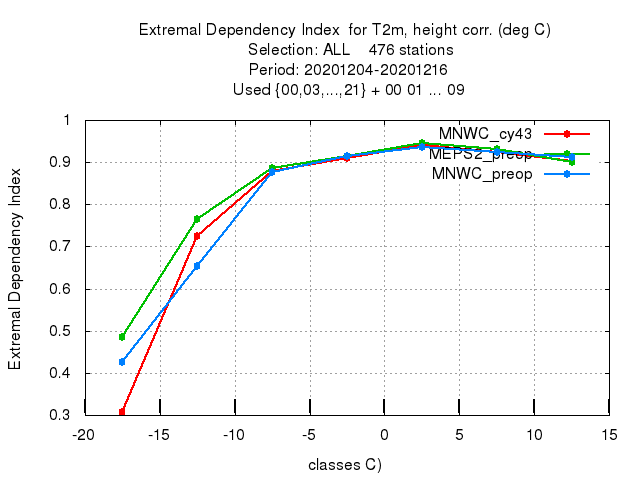 Extremal Dependency Index  for T2m, height corr. (deg C)
Selection: ALL    476 stations
Period: 20201204-20201216
Used {00,03,...,21} + 00 01 ... 09
Extremal Dependency Index
1
0.9
0.8
0.7
0.6
0.5
0.4
0.3
MNWC_cy43
MEPS2_preop
MNWC_preop
-20 -15 -10 -5 0 5 10 15
classes C)